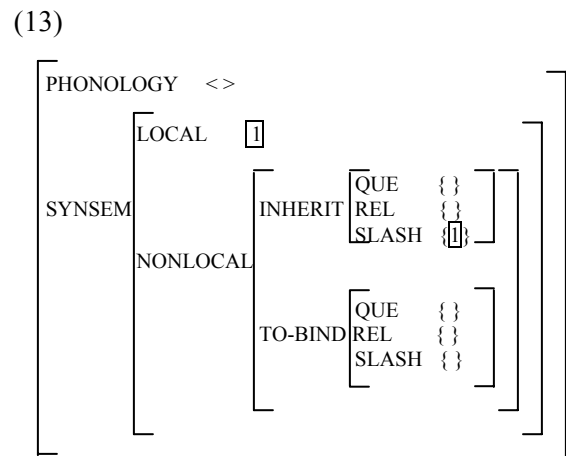 (13)
PHONOLOGY < >
LOCAL 1
QUE { }
SYNSEM INHERIT REL { }
SLASH {1}
NONLOCAL
QUE { }
TO-BIND REL { }
SLASH { }